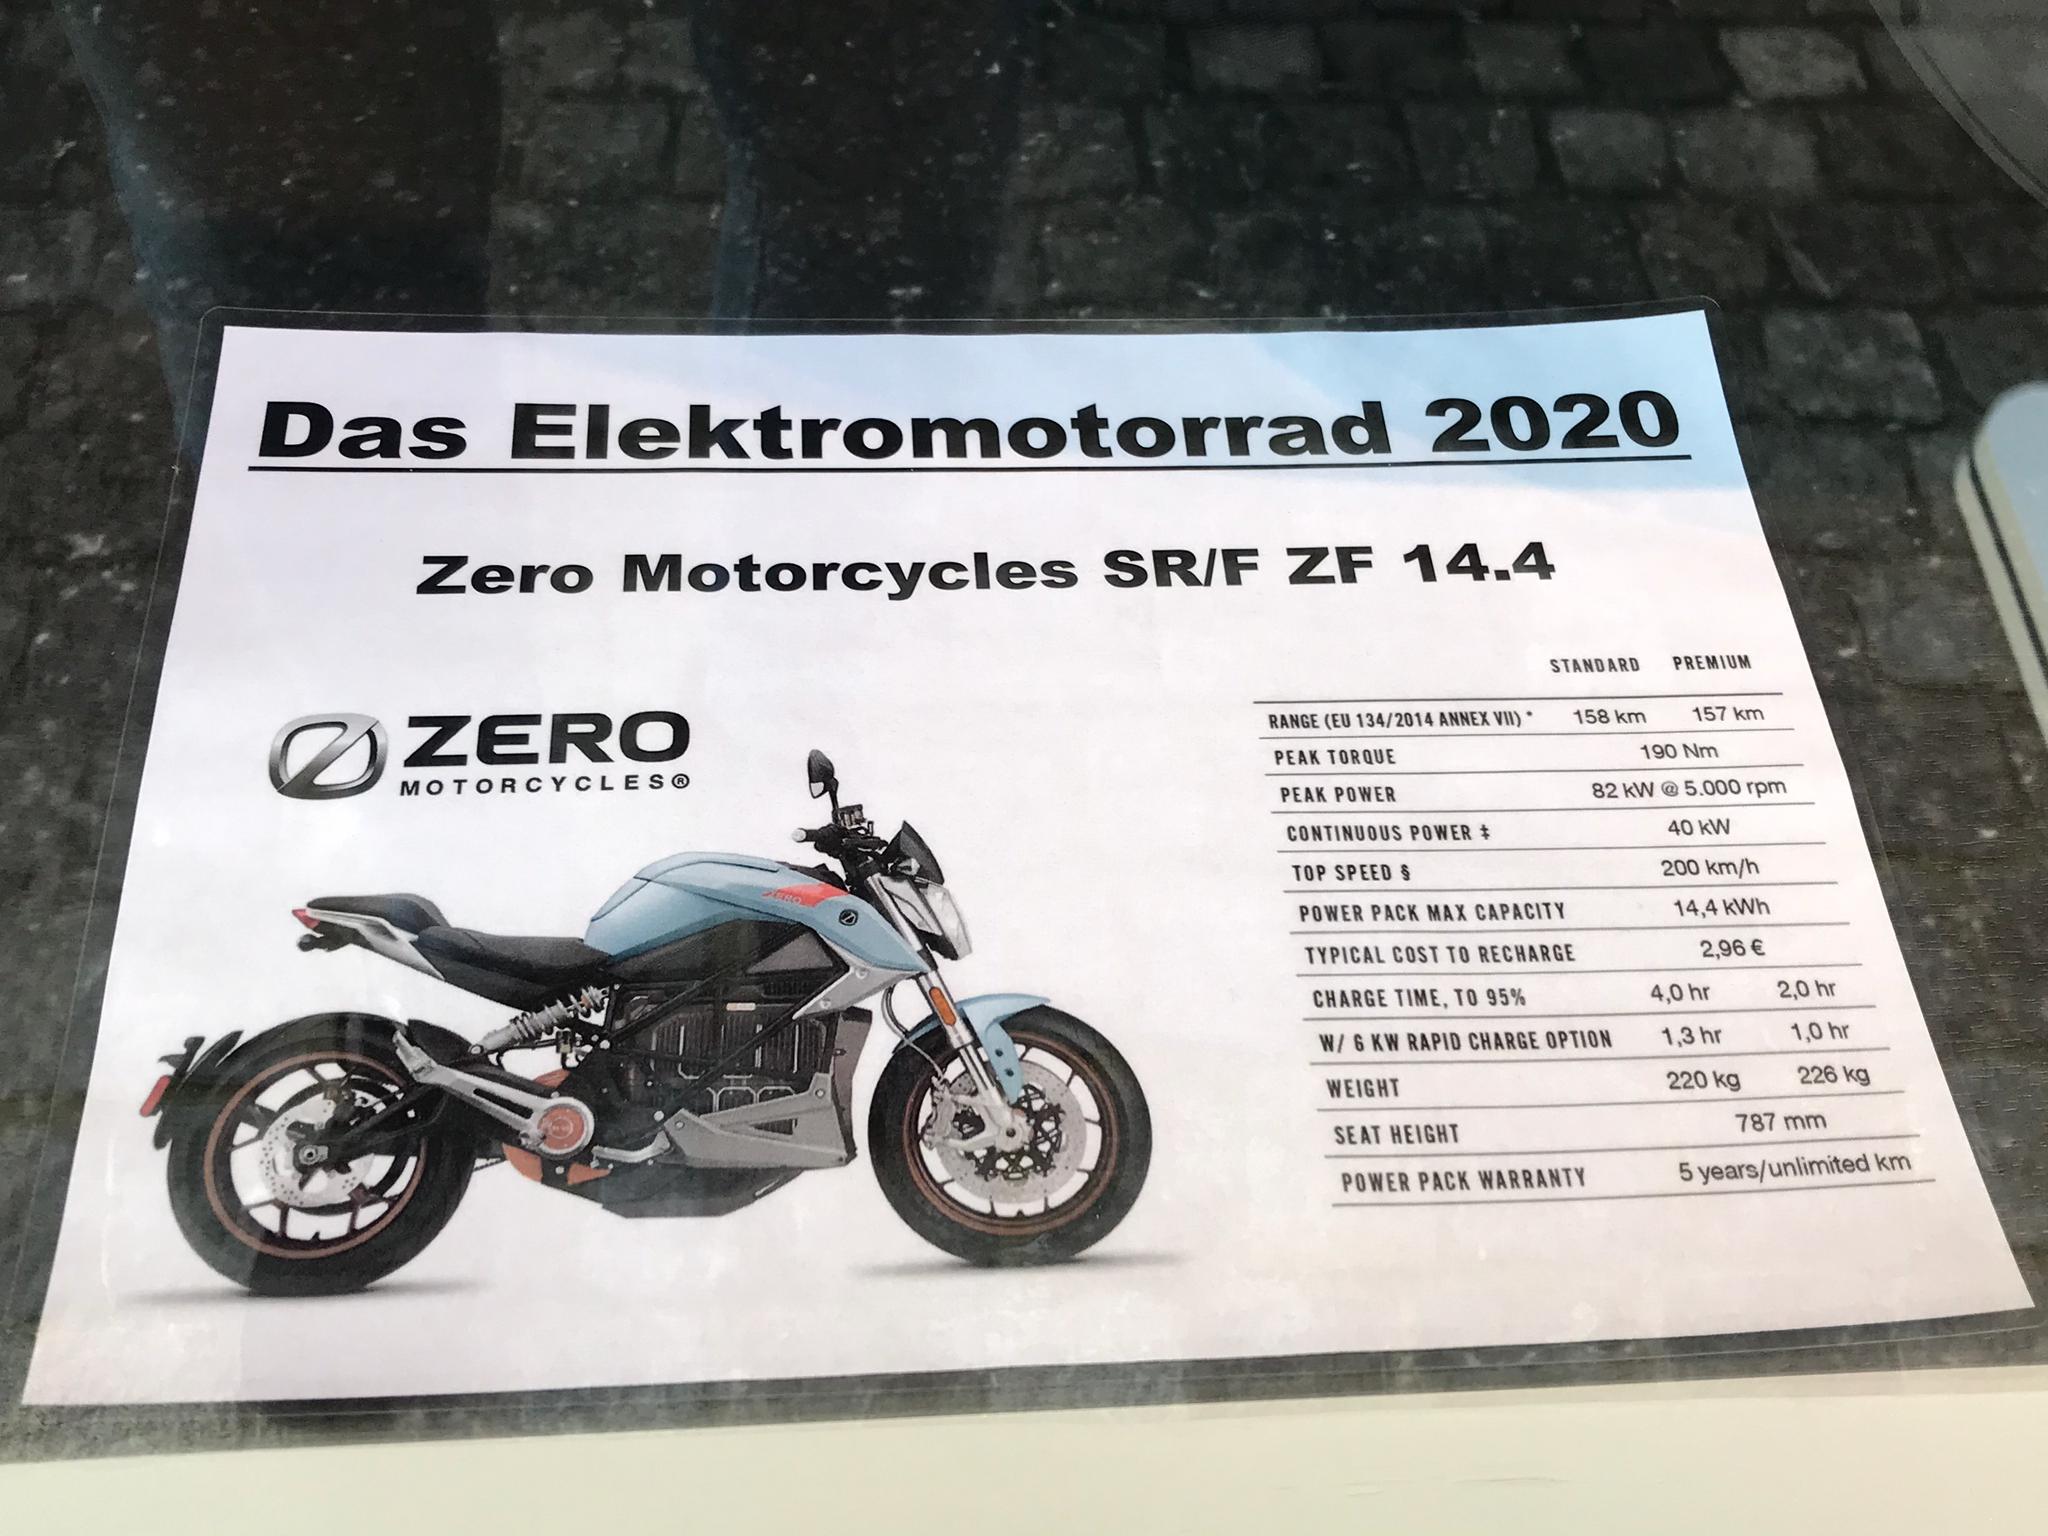 Das Elektromotorrad 2020
Zero Motorcycles SR/F ZF 14.4
ZERO
MOTORCYCLES®
ZERO
STANDARD PREMIUM
RANGE (EU 134/2014 ANNEX VII) * 158 km 157 km
PEAK TORQUE 190 Nm
PEAK POWER 82 kW @ 5.000 rpm
CONTINUOUS POWER ‡ 40 kW
TOP SPEED § 200 km/h
POWER PACK MAX CAPACITY 14,4 kWh
TYPICAL COST TO RECHARGE 2,96 €
CHARGE TIME, TO 95% 4,0 hr 2,0 hr
W/ 6 KW RAPID CHARGE OPTION 1,3 hr 1,0 hr
WEIGHT 220 kg 226 kg
SEAT HEIGHT 787 mm
POWER PACK WARRANTY 5 years/unlimited km